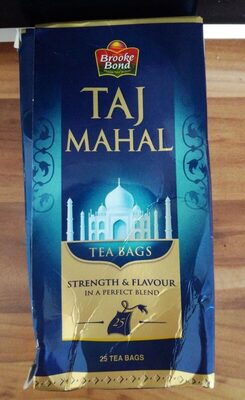 Brooke
Bond
TAJ
MAHAL
TEA BAGS
STRENGTH & FLAVOUR
IN A PERFECT BLEND
25
25 TEA BAGS